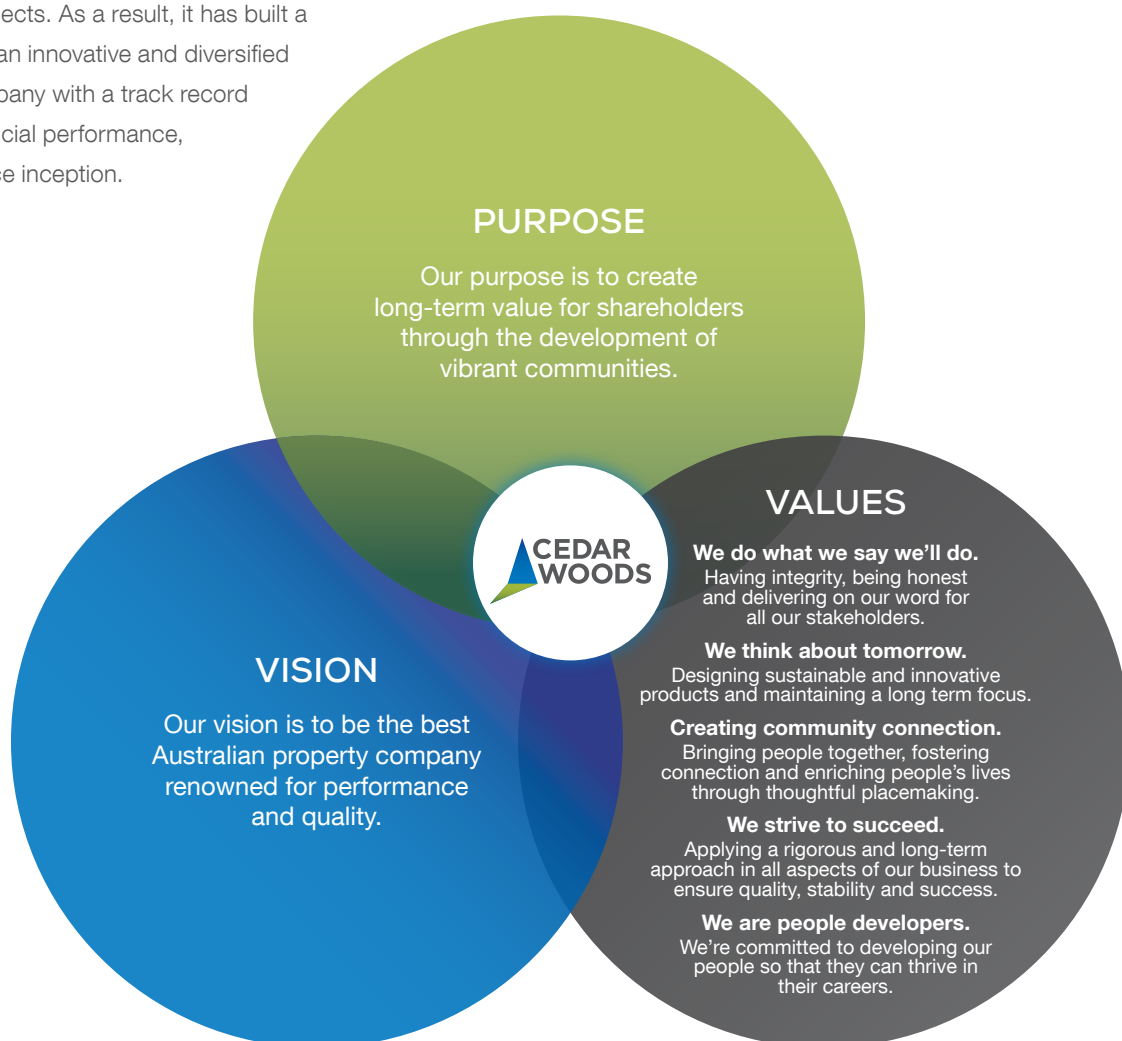 ects. As a result, it has built a
an innovative and diversified
pany with a track record
cial performance,
ce inception.
PURPOSE
Our purpose is to create
long-term value for shareholders
through the development of
vibrant communities.
CEDAR
WOODS
VISION
Our vision is to be the best
Australian property company
renowned for performance
and quality.
VALUES
We do what we say we’ll do.
Having integrity, being honest
and delivering on our word for
all our stakeholders.
We think about tomorrow.
Designing sustainable and innovative
products and maintaining a long term focus.
Creating community connection.
Bringing people together, fostering
connection and enriching people’s lives
through thoughtful placemaking.
We strive to succeed.
Applying a rigorous and long-term
approach in all aspects of our business to
ensure quality, stability and success.
We are people developers.
We’re committed to developing our
people so that they can thrive in
their careers.